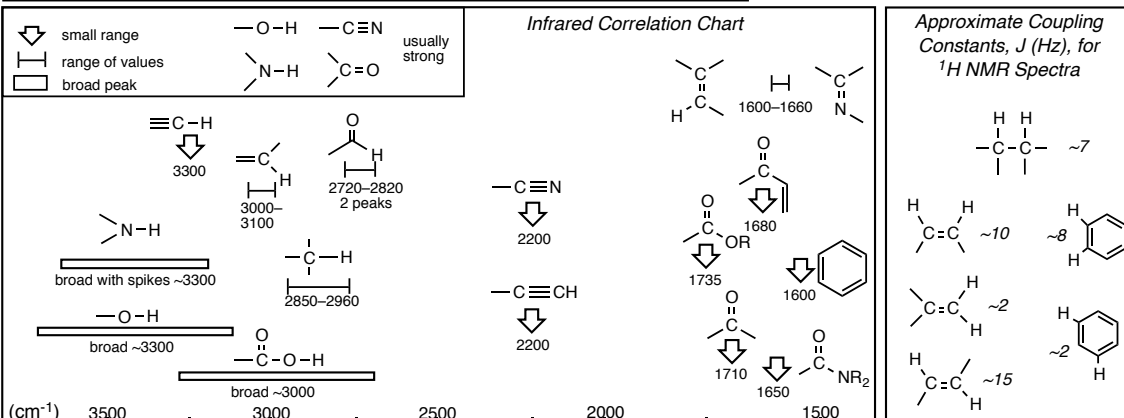 Infrared Correlation Chart
small range
range of values
broad peak
—O—H
—C≡N
N—H
C=O
usually
strong
≡C—H
3300
C
H
3000–
3100
O
H
2720–2820
2 peaks
—C≡N
2200
H
C
1600–1660
C
N
O
C
1680
O
C
OR
1735
1600
N—H
broad with spikes ~3300
—C—H
2850–2960
—C≡CH
2200
—O—H
broad ~3300
O
—C—O—H
broad ~3000
O
C
1710
O
C
NR2
1650
(cm-1)
3500
3000
2500
2000
1500
Approximate Coupling
Constants, J (Hz), for
1H NMR Spectra
H H
C—C
~7
H H
C=C
~10
~8
H
H
C=C
H
H
~2
H
H
~2
H
C=C
H
~15